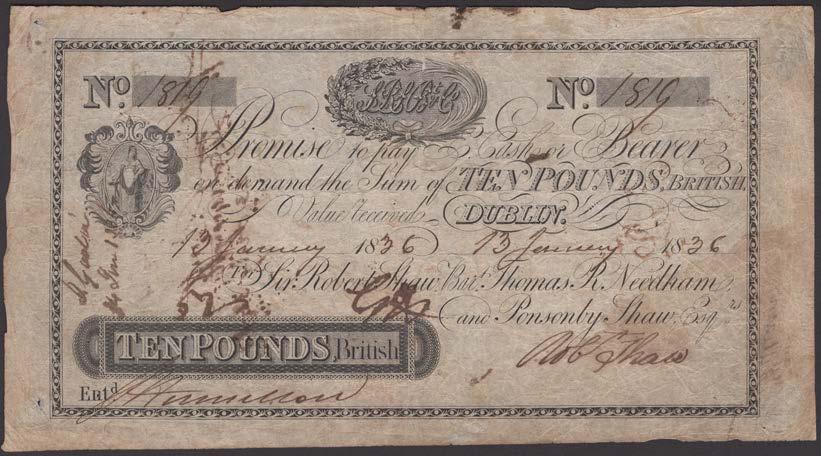 No. 1819 No. 1819
I Promise to pay Cash or Bearer
on demand the Sum of TEN POUNDS, BRITISH.
Value Received DUBLIN.
13 January 1836 13 January 1836
For Sir Robert Shaw, Bart. Thomas R. Needham
and Ponsonby Shaw, Esqrs
TEN POUNDS, British
Robt Shaw
Entd.